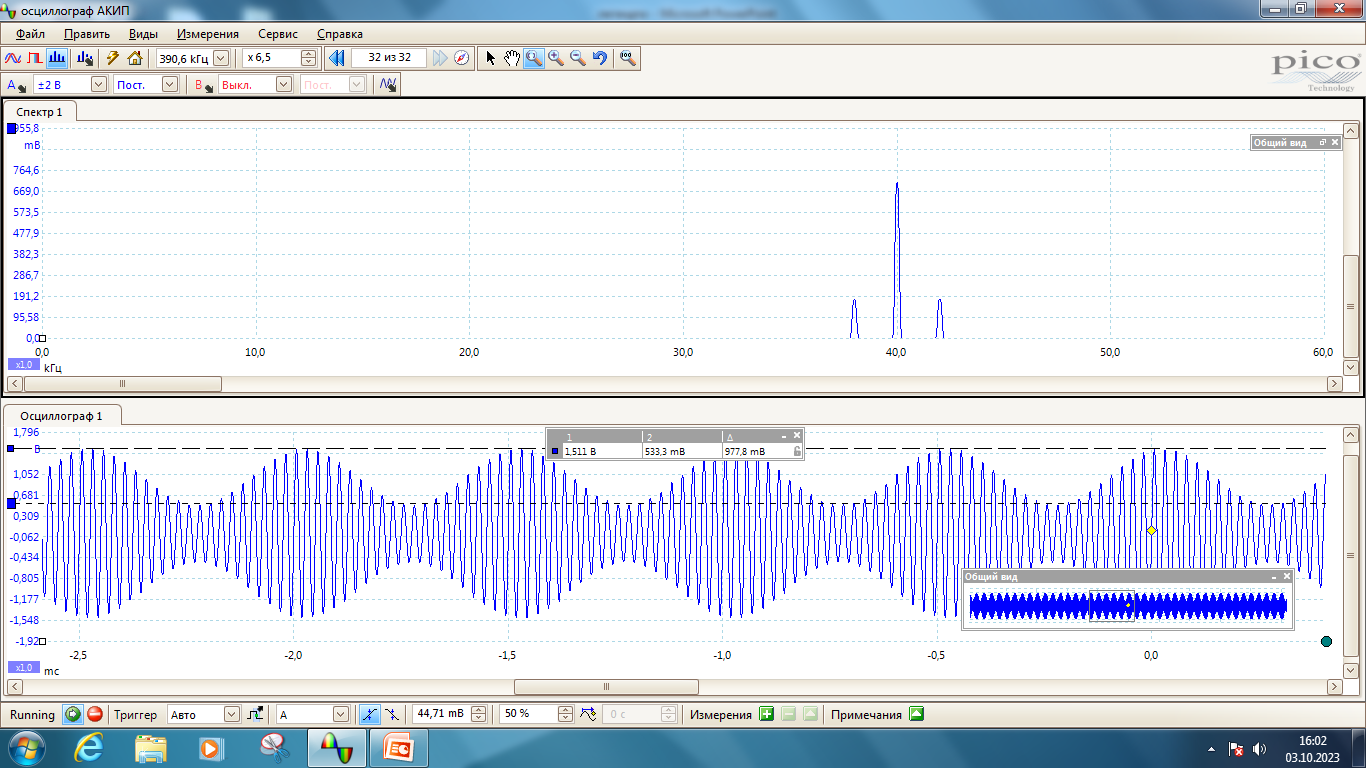 осциллограф АКИП
Файл Править Виды Измерения Сервис Справка
390,6 кГц x 6,5 32 из 32
A ±2 В Пост. B Выкл. Пост.
pico
Technology
Спектр 1
955,8
mВ
764,6
669,0
573,5
477,9
382,3
286,7
191,2
95,58
0,0
Общий вид
0,0 10,0 20,0 30,0 40,0 50,0 60,0
x1,0 кГц
Осциллограф 1
1,796
В
1,052
0,681
0,309
-0,062
-0,434
-0,805
-1,177
-1,548
-1,92
1 2 Δ
1,511 В 533,3 mВ 977,8 mВ
Общий вид
-2,5 -2,0 -1,5 -1,0 -0,5 0,0
x1,0 mc
Running Триггер Авто A 44,71 mВ 50 % 0 с Измерения Примечания
16:02
03.10.2023